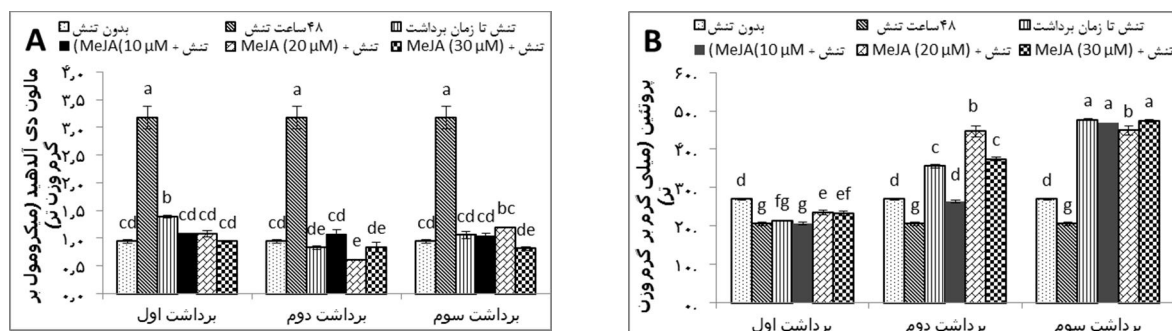 A
بدون تنش
۴۸ساعت تنش
تنش تا زمان برداشت
(MeJA(10 µM + تنش
MeJA (20 µM) + تنش
MeJA (30 µM) + تنش
مالون دی آلدهید (میکرومول بر
گرم وزن تر)
۴٫۰
۳٫۵
۳٫۰
۲٫۵
۲٫۰
۱٫۵
۱٫۰
۰٫۵
۰٫۰
cd a b cd cd cd
cd a de cd e de
cd a cd cd bc de
برداشت اول
برداشت دوم
برداشت سوم
B
بدون تنش
۴۸ساعت تنش
تنش تا زمان برداشت
(MeJA(10 µM + تنش
MeJA (20 µM) + تنش
MeJA (30 µM) + تنش
پروتئین (میلی گرم بر گرم وزن
تر)
۶۰.
۵۰.
۴۰.
۳۰.
۲۰.
۱۰.
۰.
d g fg g e ef
d g c d b c
d g a a b a
برداشت اول
برداشت دوم
برداشت سوم